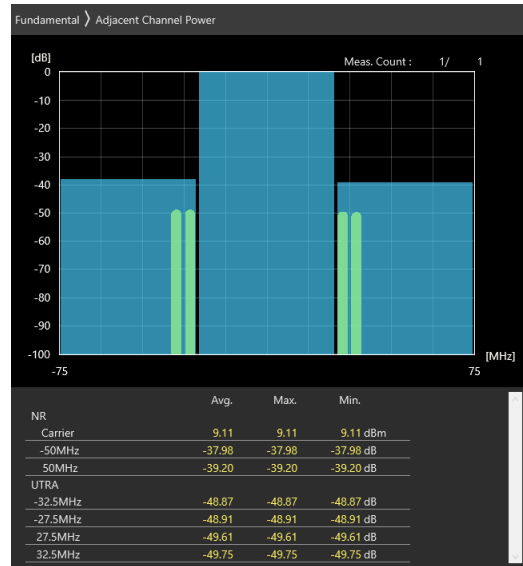 Fundamental 〉 Adjacent Channel Power
[dB] Meas. Count : 1/ 1
0
-10
-20
-30
-40
-50
-60
-70
-80
-90
-100 [MHz]
-75 75
Avg. Max. Min.
NR
Carrier 9.11 9.11 9.11 dBm
-50MHz -37.98 -37.98 -37.98 dB
50MHz -39.20 -39.20 -39.20 dB
UTRA
-32.5MHz -48.87 -48.87 -48.87 dB
-27.5MHz -48.91 -48.91 -48.91 dB
27.5MHz -49.61 -49.61 -49.61 dB
32.5MHz -49.75 -49.75 -49.75 dB